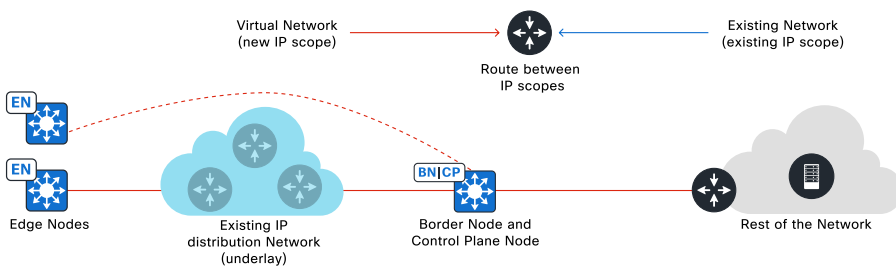 Virtual Network
(new IP scope)
Existing Network
(existing IP scope)
Route between
IP scopes
EN
EN
BN|CP
Edge Nodes
Existing IP
distribution Network
(underlay)
Border Node and
Control Plane Node
Rest of the Network